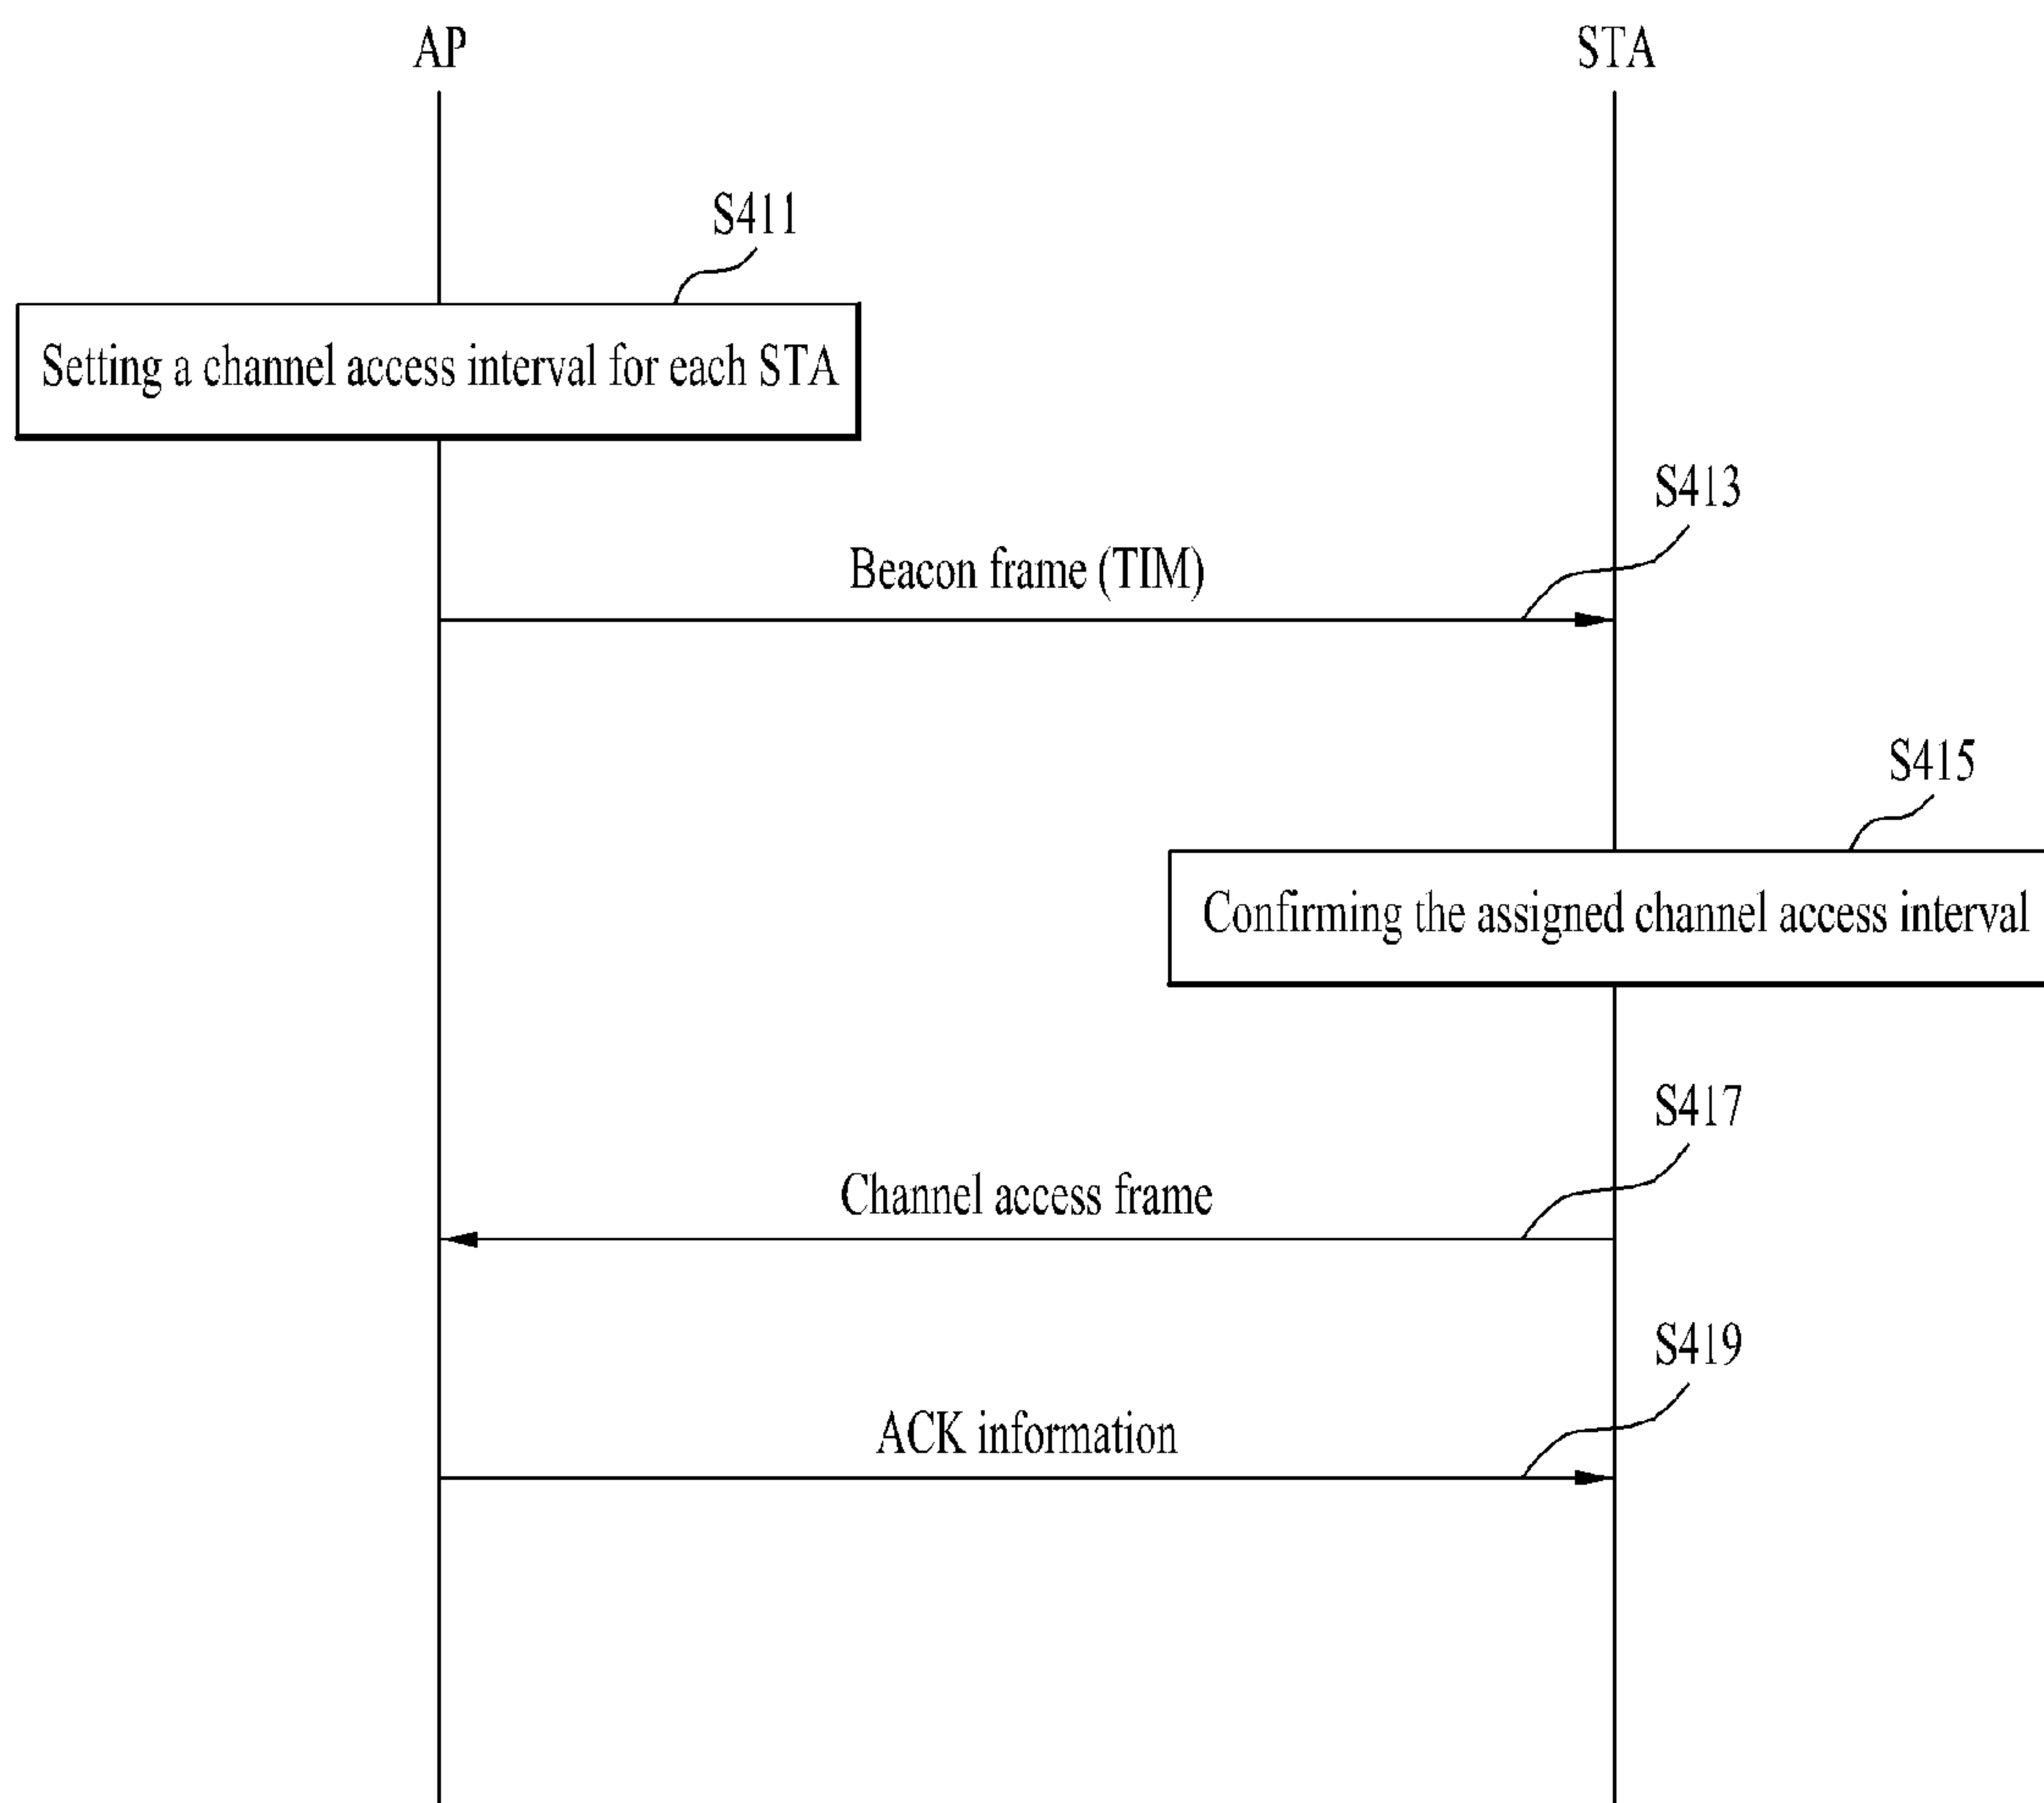 AP
STA
S411
Setting a channel access interval for each STA
S413
Beacon frame (TIM)
S415
Confirming the assigned channel access interval
S417
Channel access frame
S419
ACK information